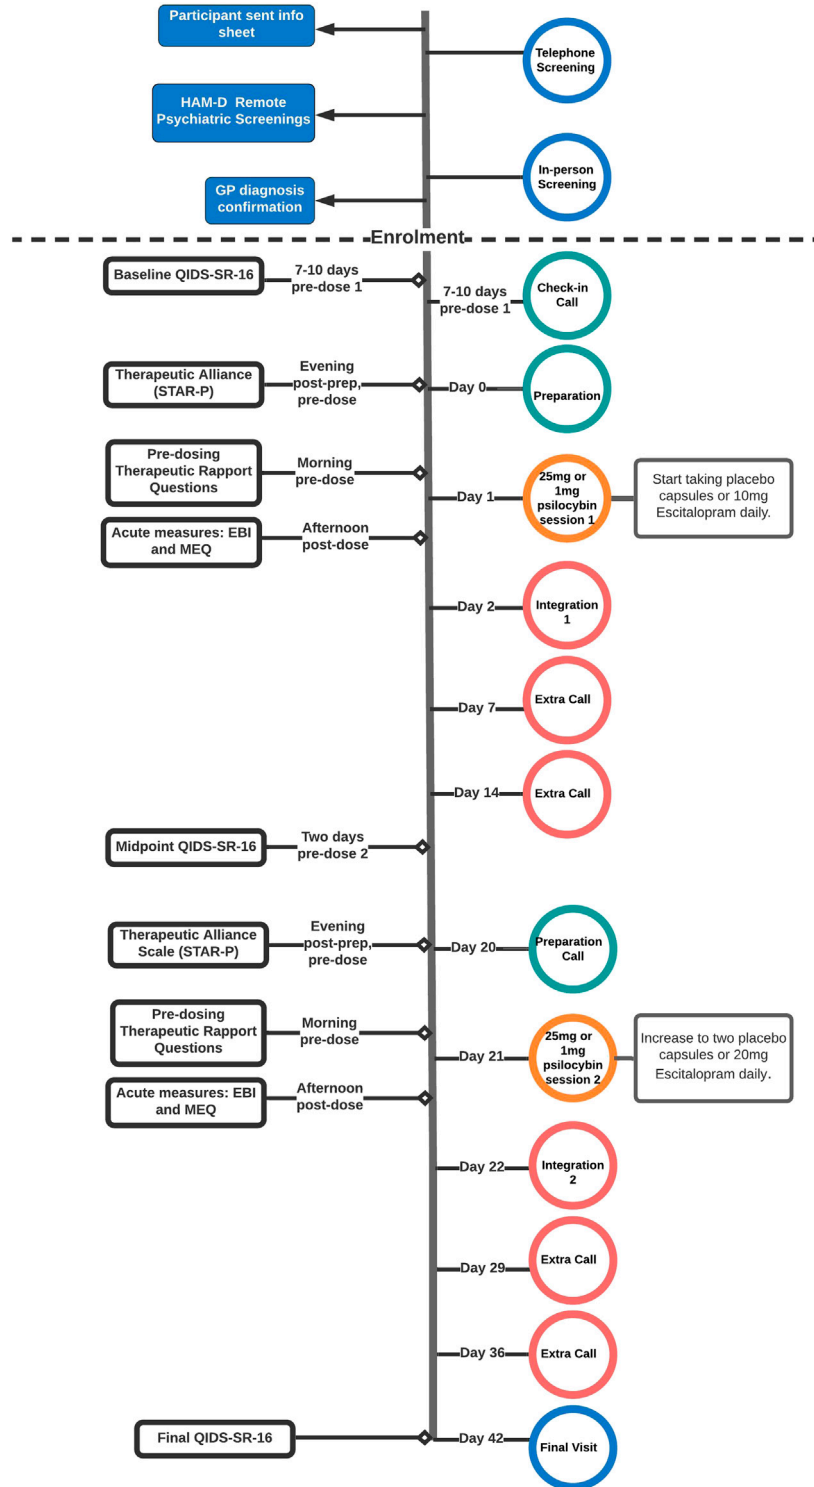 Participant sent info
sheet
Telephone
Screening
HAM-D Remote
Psychiatric Screenings
In-person
Screening
GP diagnosis
confirmation
Enrolment
Baseline QIDS-SR-16
7-10 days
pre-dose 1
7-10 days
pre-dose 1
Check-in
Call
Therapeutic Alliance
(STAR-P)
Evening
post-prep,
pre-dose
Day 0
Preparation
Pre-dosing
Therapeutic Rapport
Questions
Morning
pre-dose
Day 1
25mg or
1mg
psilocybin
session 1
Start taking placebo
capsules or 10mg
Escitalopram daily.
Acute measures: EBI
and MEQ
Afternoon
post-dose
Day 2
Integration
1
Day 7
Extra Call
Day 14
Extra Call
Midpoint QIDS-SR-16
Two days
pre-dose 2
Therapeutic Alliance
Scale (STAR-P)
Evening
post-prep,
pre-dose
Day 20
Preparation
Call
Pre-dosing
Therapeutic Rapport
Questions
Morning
pre-dose
Day 21
25mg or
1mg
psilocybin
session 2
Increase to two placebo
capsules or 20mg
Escitalopram daily.
Acute measures: EBI
and MEQ
Afternoon
post-dose
Day 22
Integration
2
Day 29
Extra Call
Day 36
Extra Call
Final QIDS-SR-16
Day 42
Final Visit